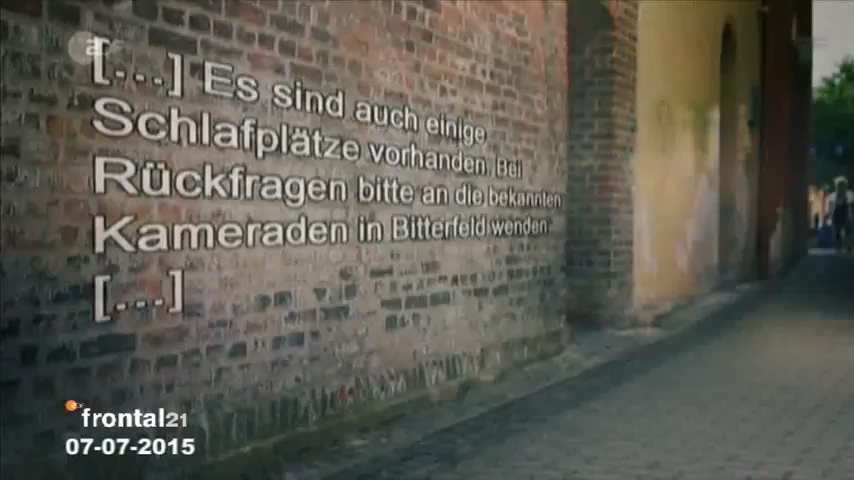 ZDF
[...] Es sind auch einige
Schlafplätze vorhanden. Bei
Rückfragen bitte an die bekannten
Kameraden in Bitterfeld wenden
[...]
frontal21
07-07-2015